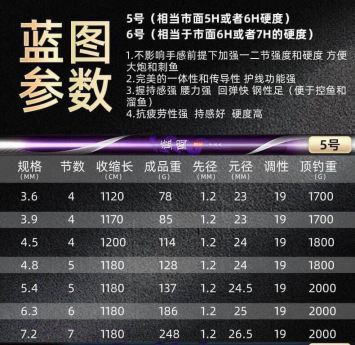 蓝图
参数
5号(相当市面5H或者6H硬度)
6号(相当于市面6H或者7H的硬度)
1.不影响手感前提下加强一二节强度和硬度 方便
大炮和刺鱼
2.完美的一体性和传导性 护线功能强
3.握持感强 腰力强 回弹快 钢性足(便于控鱼和
溜鱼)
4.抗疲劳性强 持感好 硬度高
5号
规格 节数 收缩长 成品重 先径 元径 调性 顶钓重
(MM) (CM) (G) (MM) (MM) (G)
3.6 4 1120 78 1.2 23 19 1700
3.9 4 1170 85 1.2 23 19 1700
4.5 4 1200 114 1.2 24 19 1800
4.8 5 1180 128 1.2 24 19 1800
5.4 5 1180 137 1.2 24.5 19 2000
6.3 6 1180 186 1.2 25 19 2000
7.2 7 1180 248 1.2 26.5 19 2000